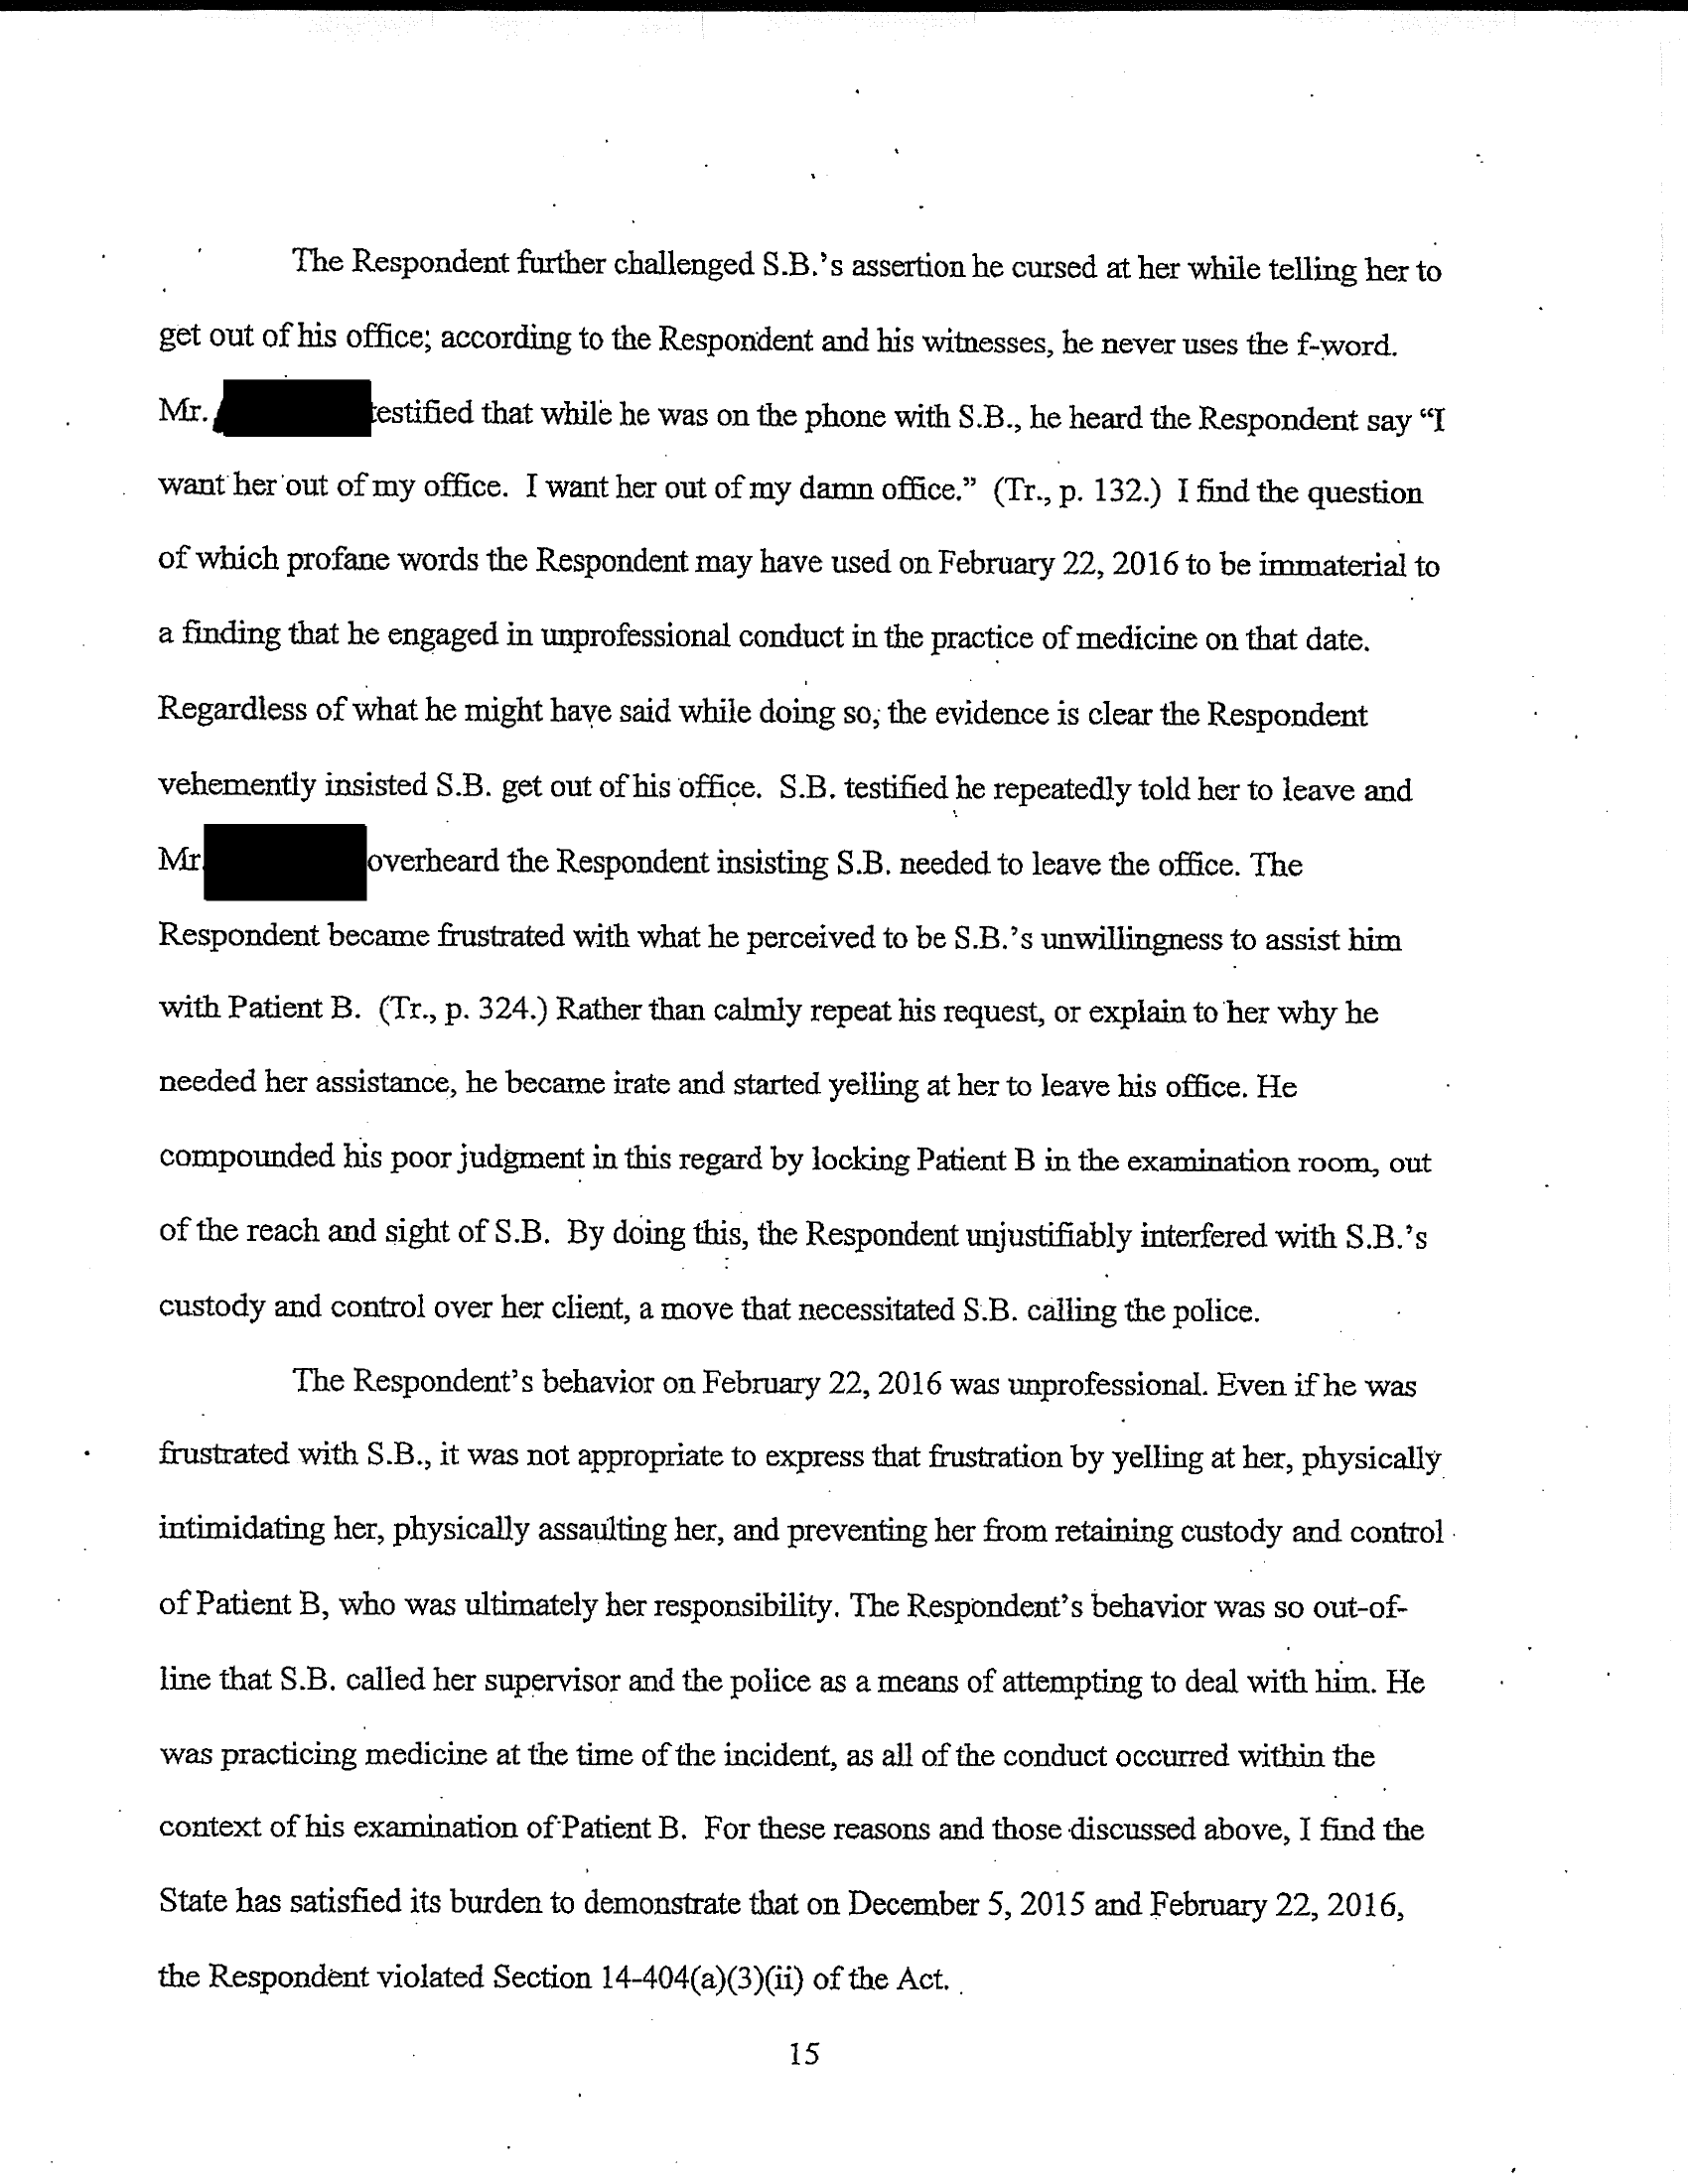 The Respondent further challenged S.B.'s assertion he cursed at her while telling her to
get out of his office; according to the Respondent and his witnesses, he never uses the f-word.
Mr. testified that while he was on the phone with S.B., he heard the Respondent say “I
want her out of my office. I want her out of my damn office.” (Tr., p. 132.) I find the question
of which profane words the Respondent may have used on February 22, 2016 to be immaterial to
a finding that he engaged in unprofessional conduct in the practice of medicine on that date.
Regardless of what he might have said while doing so, the evidence is clear the Respondent
vehemently insisted S.B. get out of his office. S.B. testified he repeatedly told her to leave and
Mr. overheard the Respondent insisting S.B. needed to leave the office. The
Respondent became frustrated with what he perceived to be S.B.'s unwillingness to assist him
with Patient B. (Tr., p. 324.) Rather than calmly repeat his request, or explain to her why he
needed her assistance, he became irate and started yelling at her to leave his office. He
compounded his poor judgment in this regard by locking Patient B in the examination room, out
of the reach and sight of S.B. By doing this, the Respondent unjustifiably interfered with S.B.'s
custody and control over her client, a move that necessitated S.B. calling the police.
The Respondent's behavior on February 22, 2016 was unprofessional. Even if he was
frustrated with S.B., it was not appropriate to express that frustration by yelling at her, physically
intimidating her, physically assaulting her, and preventing her from retaining custody and control
of Patient B, who was ultimately her responsibility. The Respondent's behavior was so out-of-
line that S.B. called her supervisor and the police as a means of attempting to deal with him. He
was practicing medicine at the time of the incident, as all of the conduct occurred within the
context of his examination of Patient B. For these reasons and those discussed above, I find the
State has satisfied its burden to demonstrate that on December 5, 2015 and February 22, 2016,
the Respondent violated Section 14-404(a)(3)(ii) of the Act.
15